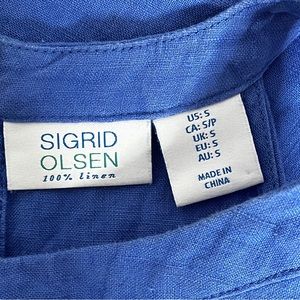 SIGRID
OLSEN
100% linen
US: S
CA: S/P
UK: S
EU: S
AU: S
MADE IN
CHINA